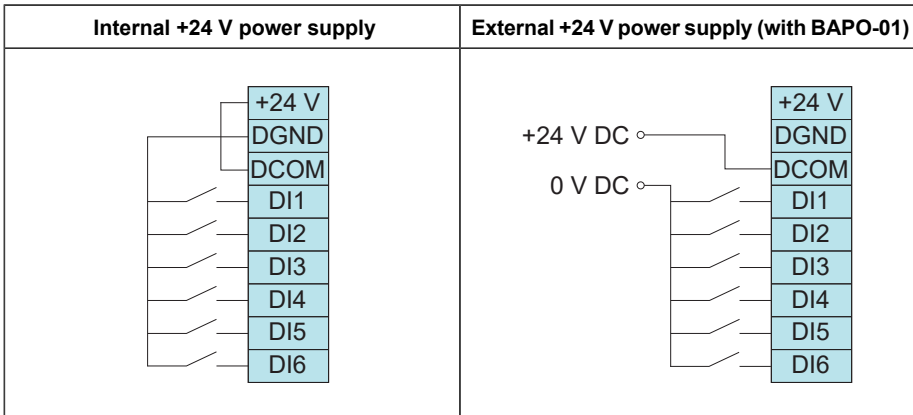 Internal +24 V power supply
External +24 V power supply (with BAPO-01)
+24 V
DGND
DCOM
DI1
DI2
DI3
DI4
DI5
DI6
+24 V DC
0 V DC
+24 V
DGND
DCOM
DI1
DI2
DI3
DI4
DI5
DI6